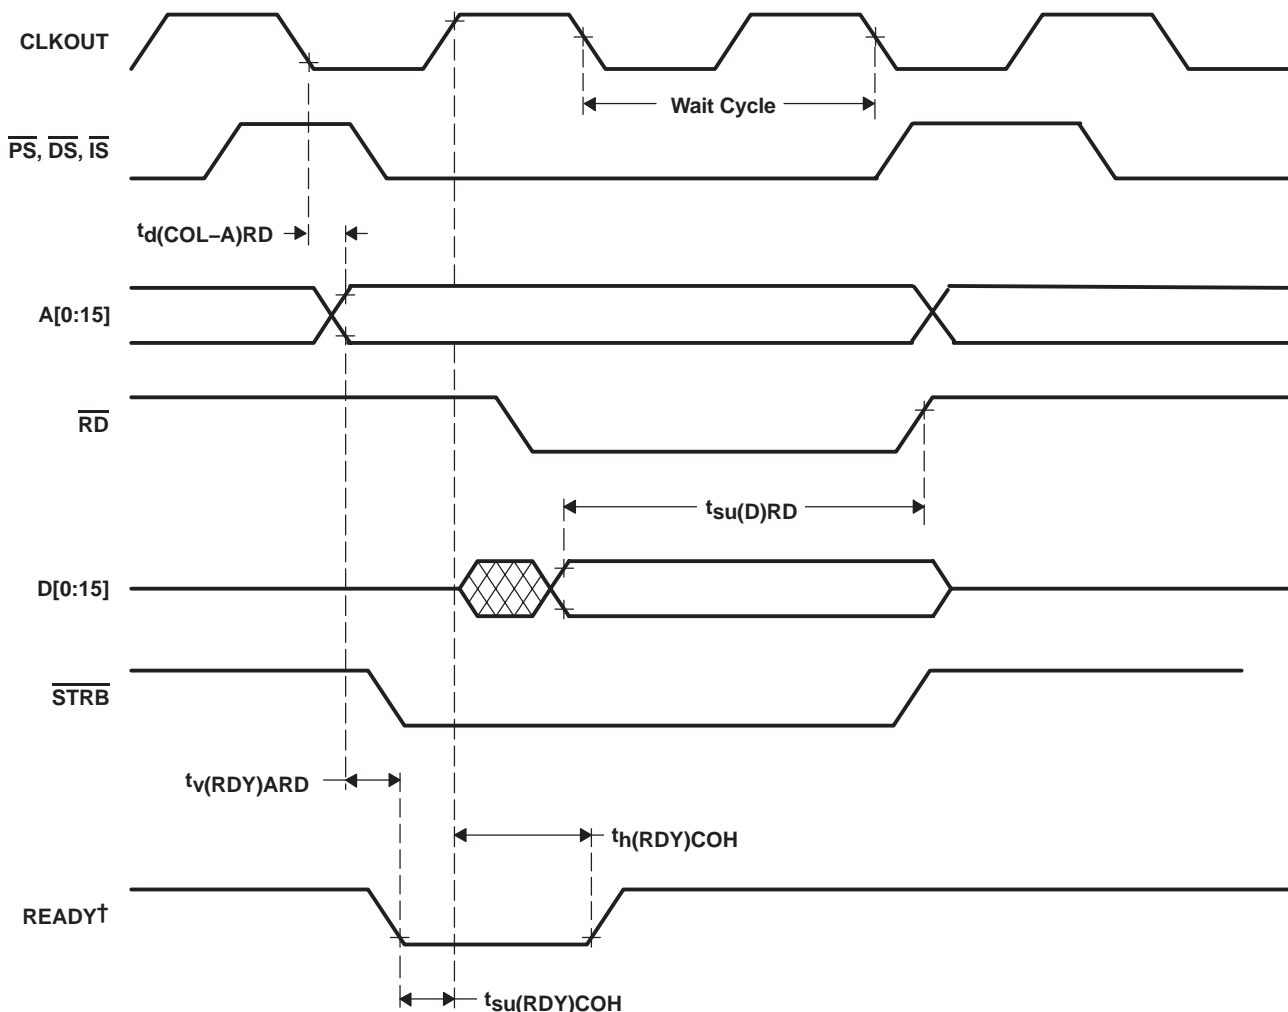 CLKOUT
Wait Cycle
PS, DS, IS
td(COL–A)RD
A[0:15]
RD
tsu(D)RD
D[0:15]
STRB
tv(RDY)ARD
th(RDY)COH
READY†
tsu(RDY)COH